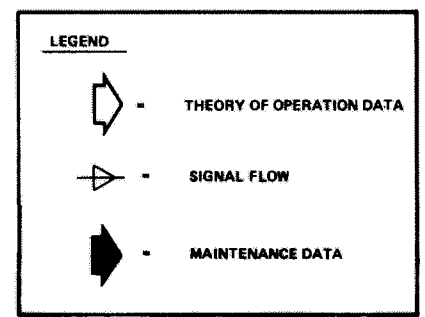 LEGEND
- THEORY OF OPERATION DATA
- SIGNAL FLOW
- MAINTENANCE DATA